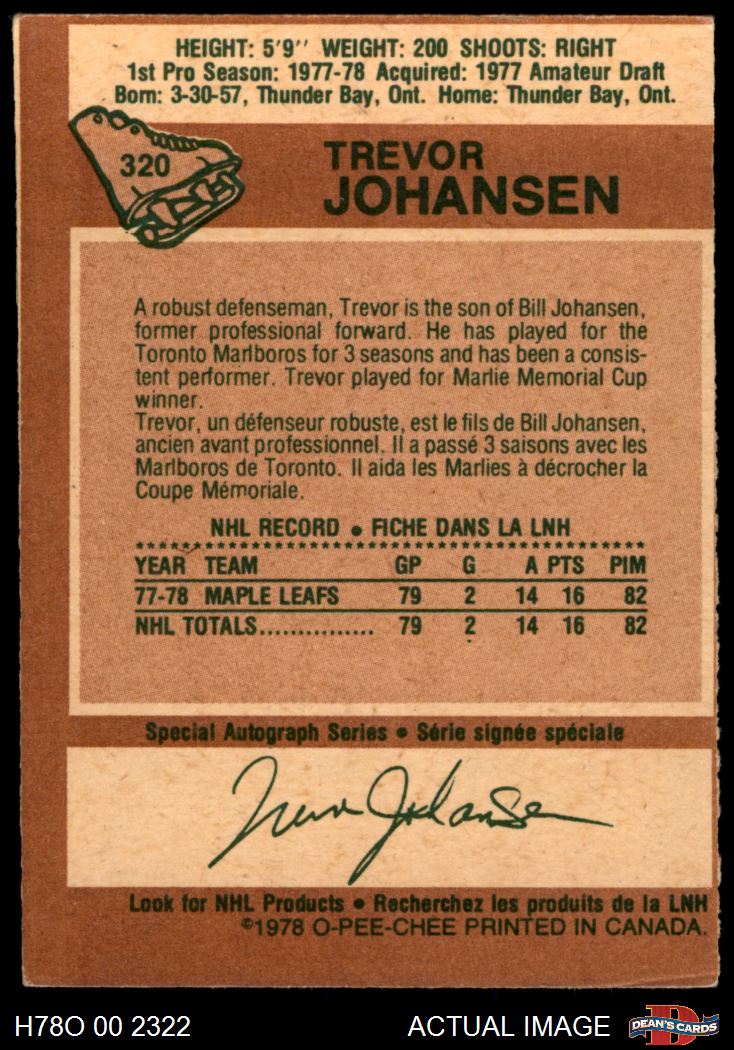 HEIGHT: 5'9" WEIGHT: 200 SHOOTS: RIGHT
1st Pro Season: 1977-78 Acquired: 1977 Amateur Draft
Born: 3-30-57, Thunder Bay, Ont. Home: Thunder Bay, Ont.
320
TREVOR
JOHANSEN
A robust defenseman, Trevor is the son of Bill Johansen,
former professional forward. He has played for the
Toronto Marlboros for 3 seasons and has been a consis-
tent performer. Trevor played for Marlie Memorial Cup
winner.
Trevor, un défenseur robuste, est le fils de Bill Johansen,
ancien avant professionnel. Il a passé 3 saisons avec les
Marlboros de Toronto. Il aida les Marlies à décrocher la
Coupe Mémoriale.
NHL RECORD • FICHE DANS LA LNH
YEAR TEAM GP G A PTS PIM
77-78 MAPLE LEAFS 79 2 14 16 82
NHL TOTALS............... 79 2 14 16 82
Special Autograph Series • Série signée spéciale
Trevor Johansen
Look for NHL Products • Recherchez les produits de la LNH
©1978 O-PEE-CHEE PRINTED IN CANADA.
H78O 00 2322 ACTUAL IMAGE DEAN'S CARDS